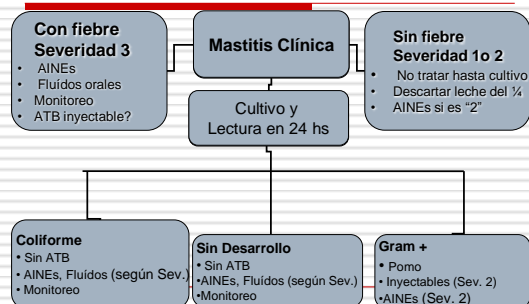 Con fiebre
Severidad 3
• AINEs
• Fluídos orales
• Monitoreo
• ATB inyectable?
Mastitis Clínica
Sin fiebre
Severidad 1o 2
• No tratar hasta cultivo
• Descartar leche del ¼
• AINEs si es “2”
Cultivo y
Lectura en 24 hs
Coliforme
• Sin ATB
• AINEs, Fluídos (según Sev.)
• Monitoreo
Sin Desarrollo
• Sin ATB
•AINEs, Fluídos (según Sev.)
•Monitoreo
Gram +
• Pomo
• Inyectables (Sev. 2)
•AINEs (Sev. 2)